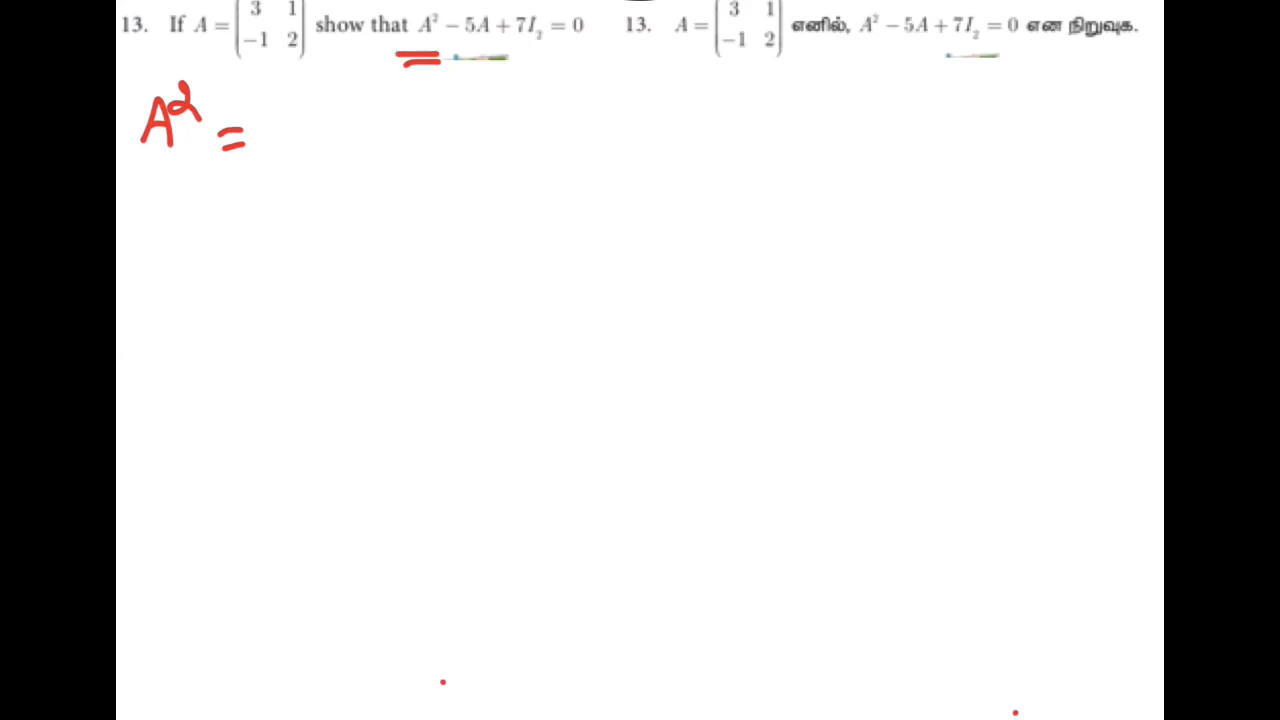 13. If A = ( 3 1 −1 2 ) show that A² − 5A + 7I₂ = 0
13. A = ( 3 1 −1 2 ) எனில், A² − 5A + 7I₂ = 0 என நிறுவுக.
A² =